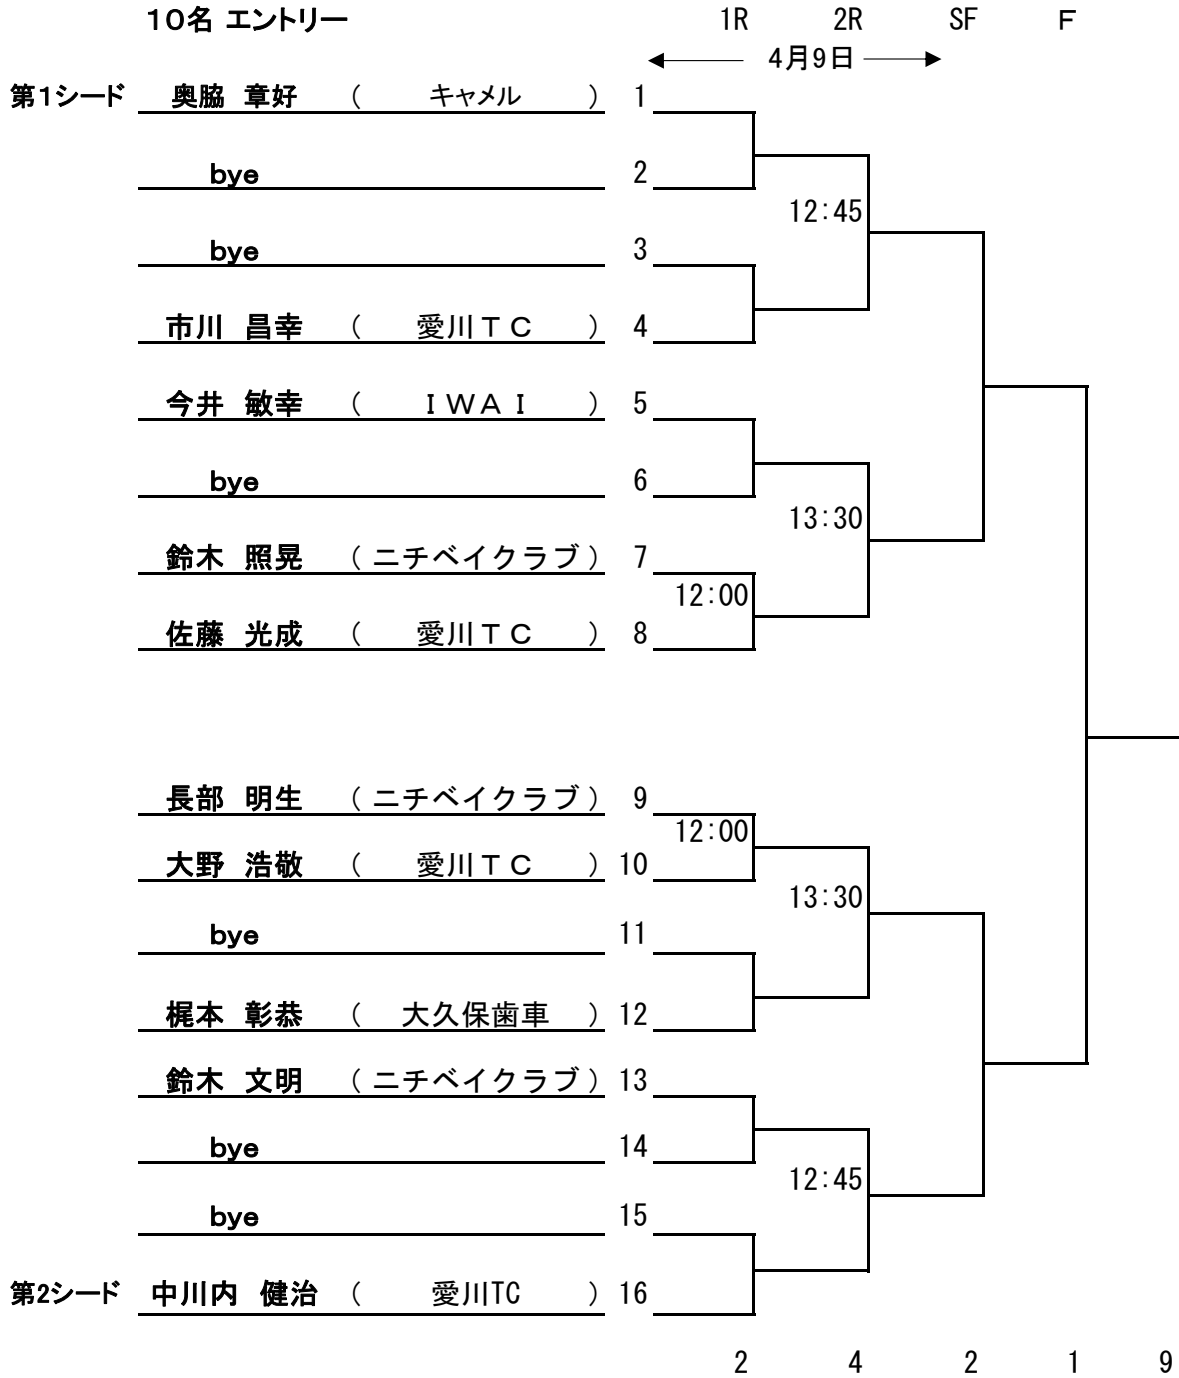 10名 エントリー 1R 2R SF F
4月9日
第1シード 奥脇 章好 ( キャメル ) 1
bye 2
12:45
bye 3
市川 昌幸 ( 愛川TC ) 4
今井 敏幸 ( IWAI ) 5
bye 6
13:30
鈴木 照晃 ( ニチベイクラブ ) 7
12:00
佐藤 光成 ( 愛川TC ) 8
長部 明生 ( ニチベイクラブ ) 9
12:00
大野 浩敬 ( 愛川TC ) 10
13:30
bye 11
梶本 彰恭 ( 大久保歯車 ) 12
鈴木 文明 ( ニチベイクラブ ) 13
bye 14
12:45
bye 15
第2シード 中川内 健治 ( 愛川TC ) 16
2 4 2 1 9